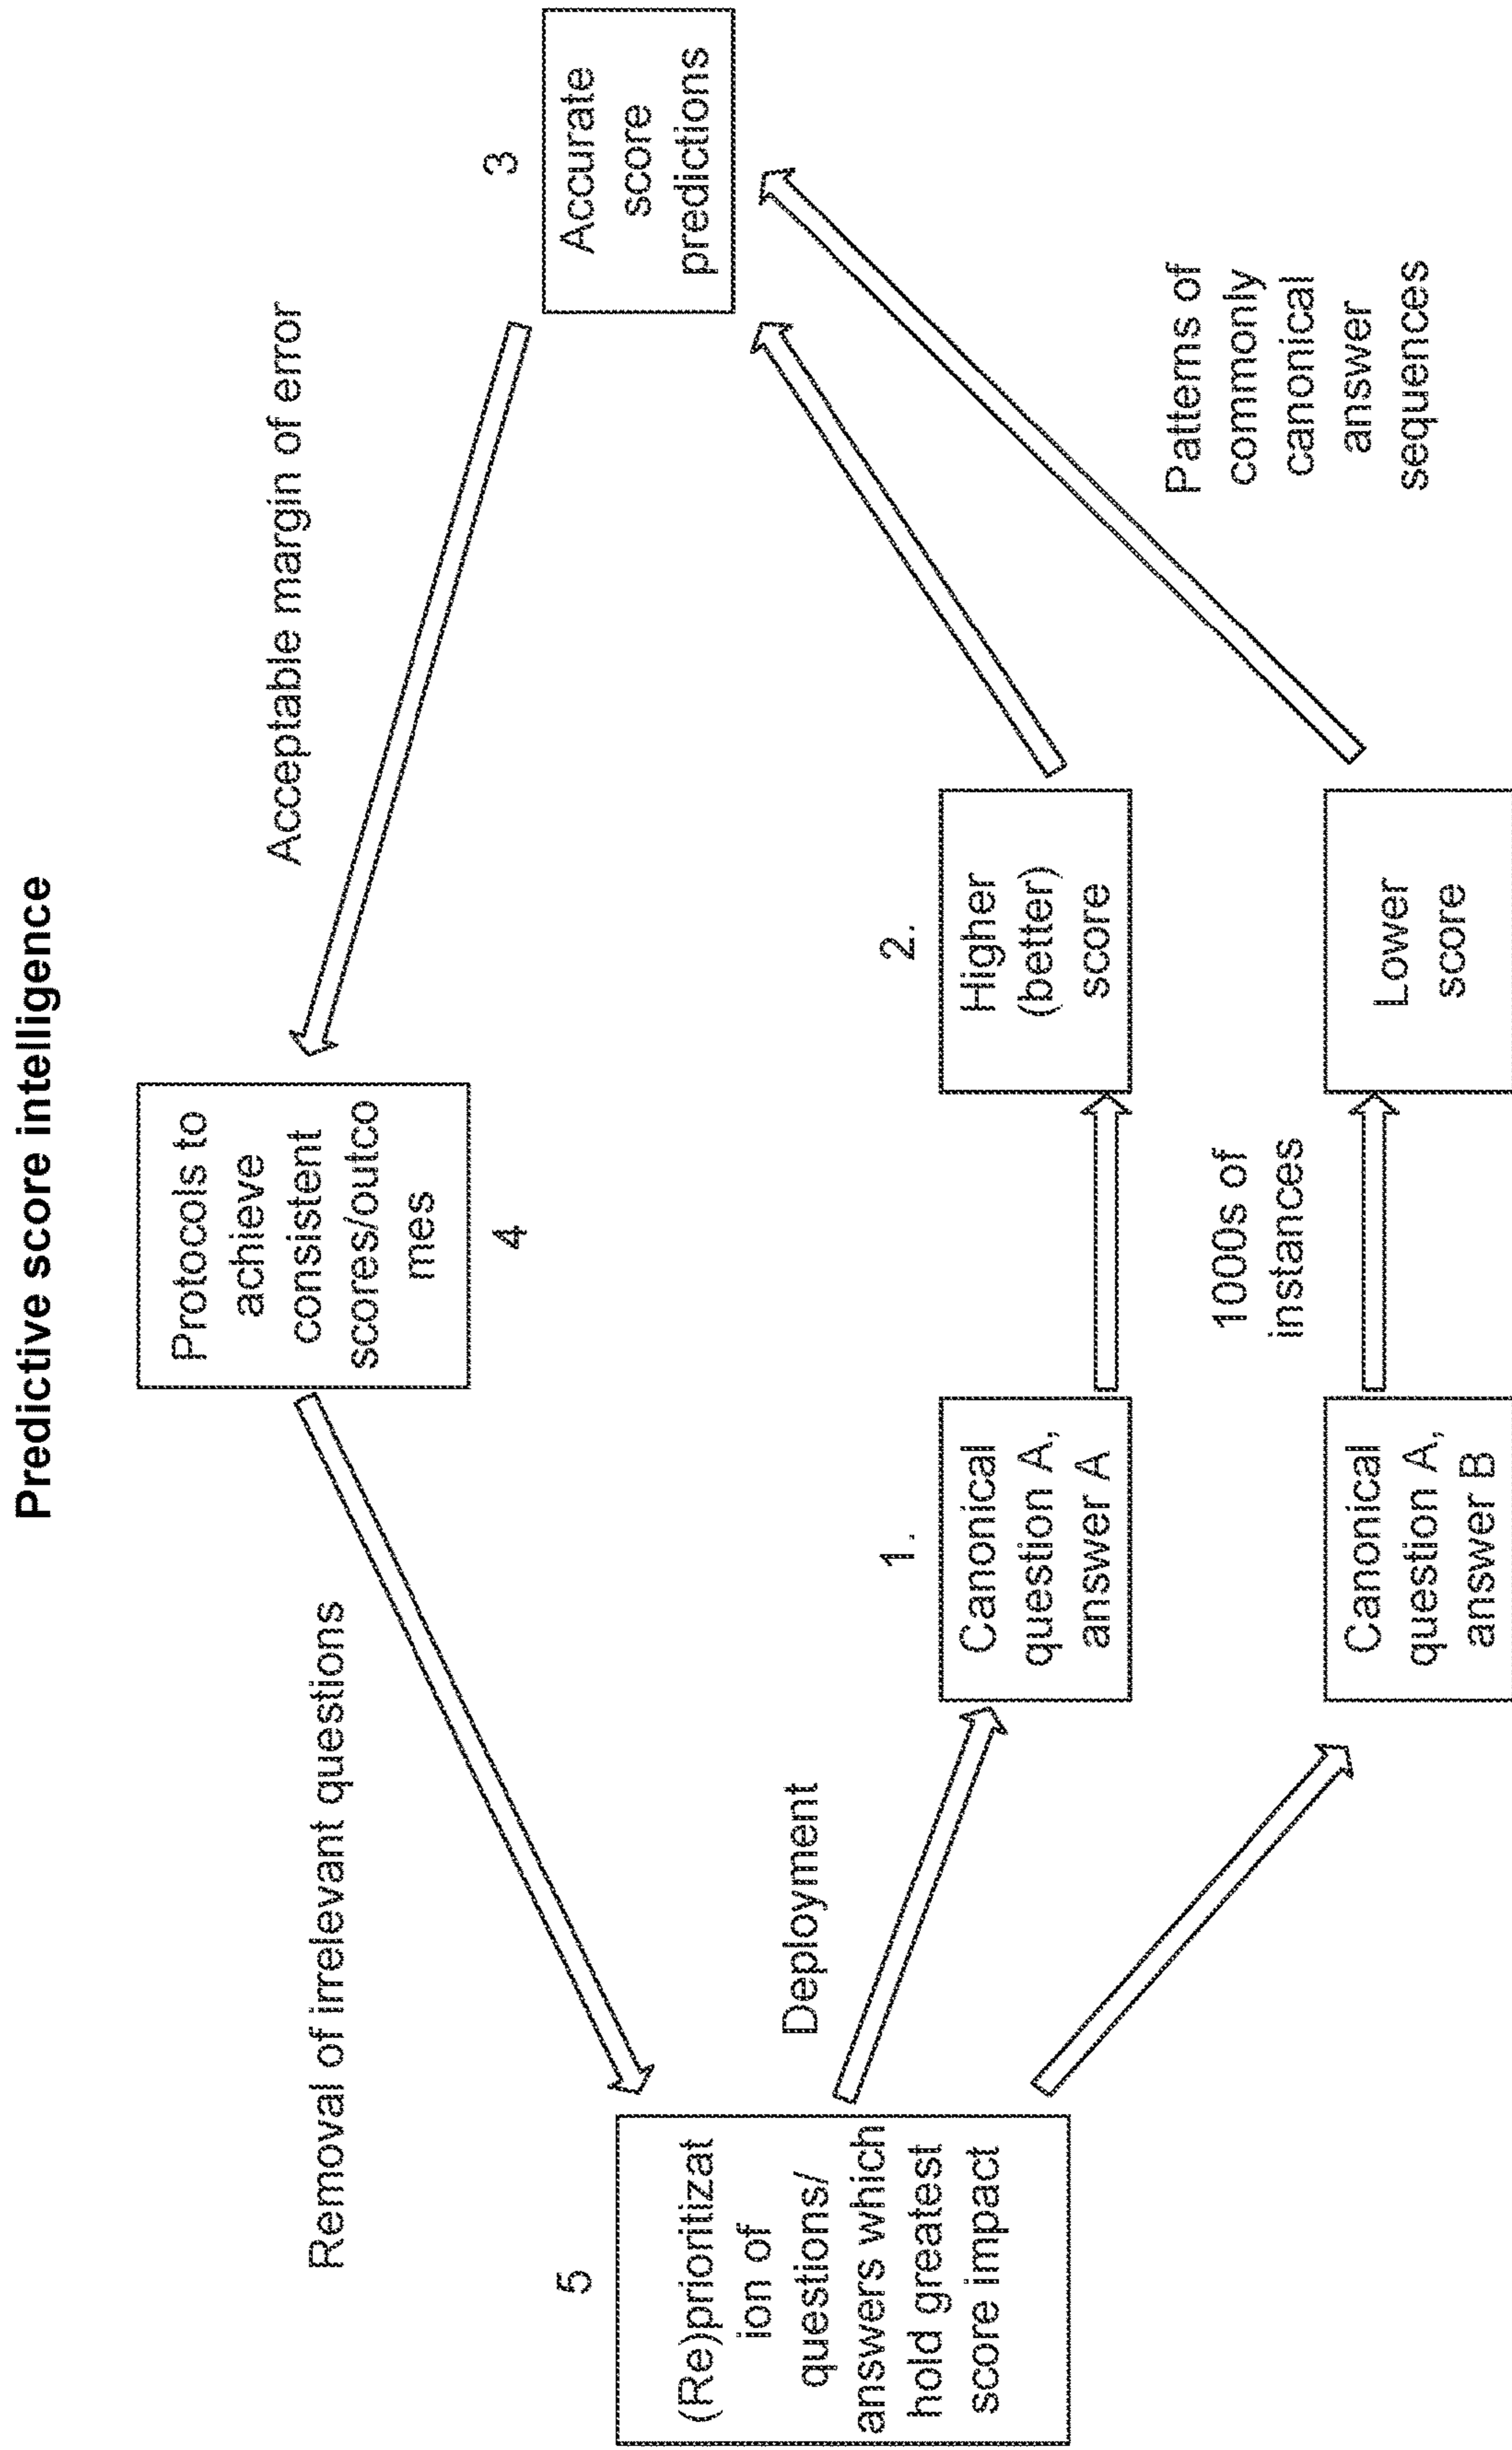 Predictive score intelligence
Removal of irrelevant questions
Protocols to
achieve
consistent
scores/outco
mes
4
Acceptable margin of error
5
(Re)prioritizat
ion of
questions/
answers which
hold greatest
score impact
Deployment
1.
Canonical
question A,
answer A
Canonical
question A,
answer B
1000s of
instances
2.
Higher
(better)
score
Lower
score
3
Accurate
score
predictions
Patterns of
commonly
canonical
answer
sequences